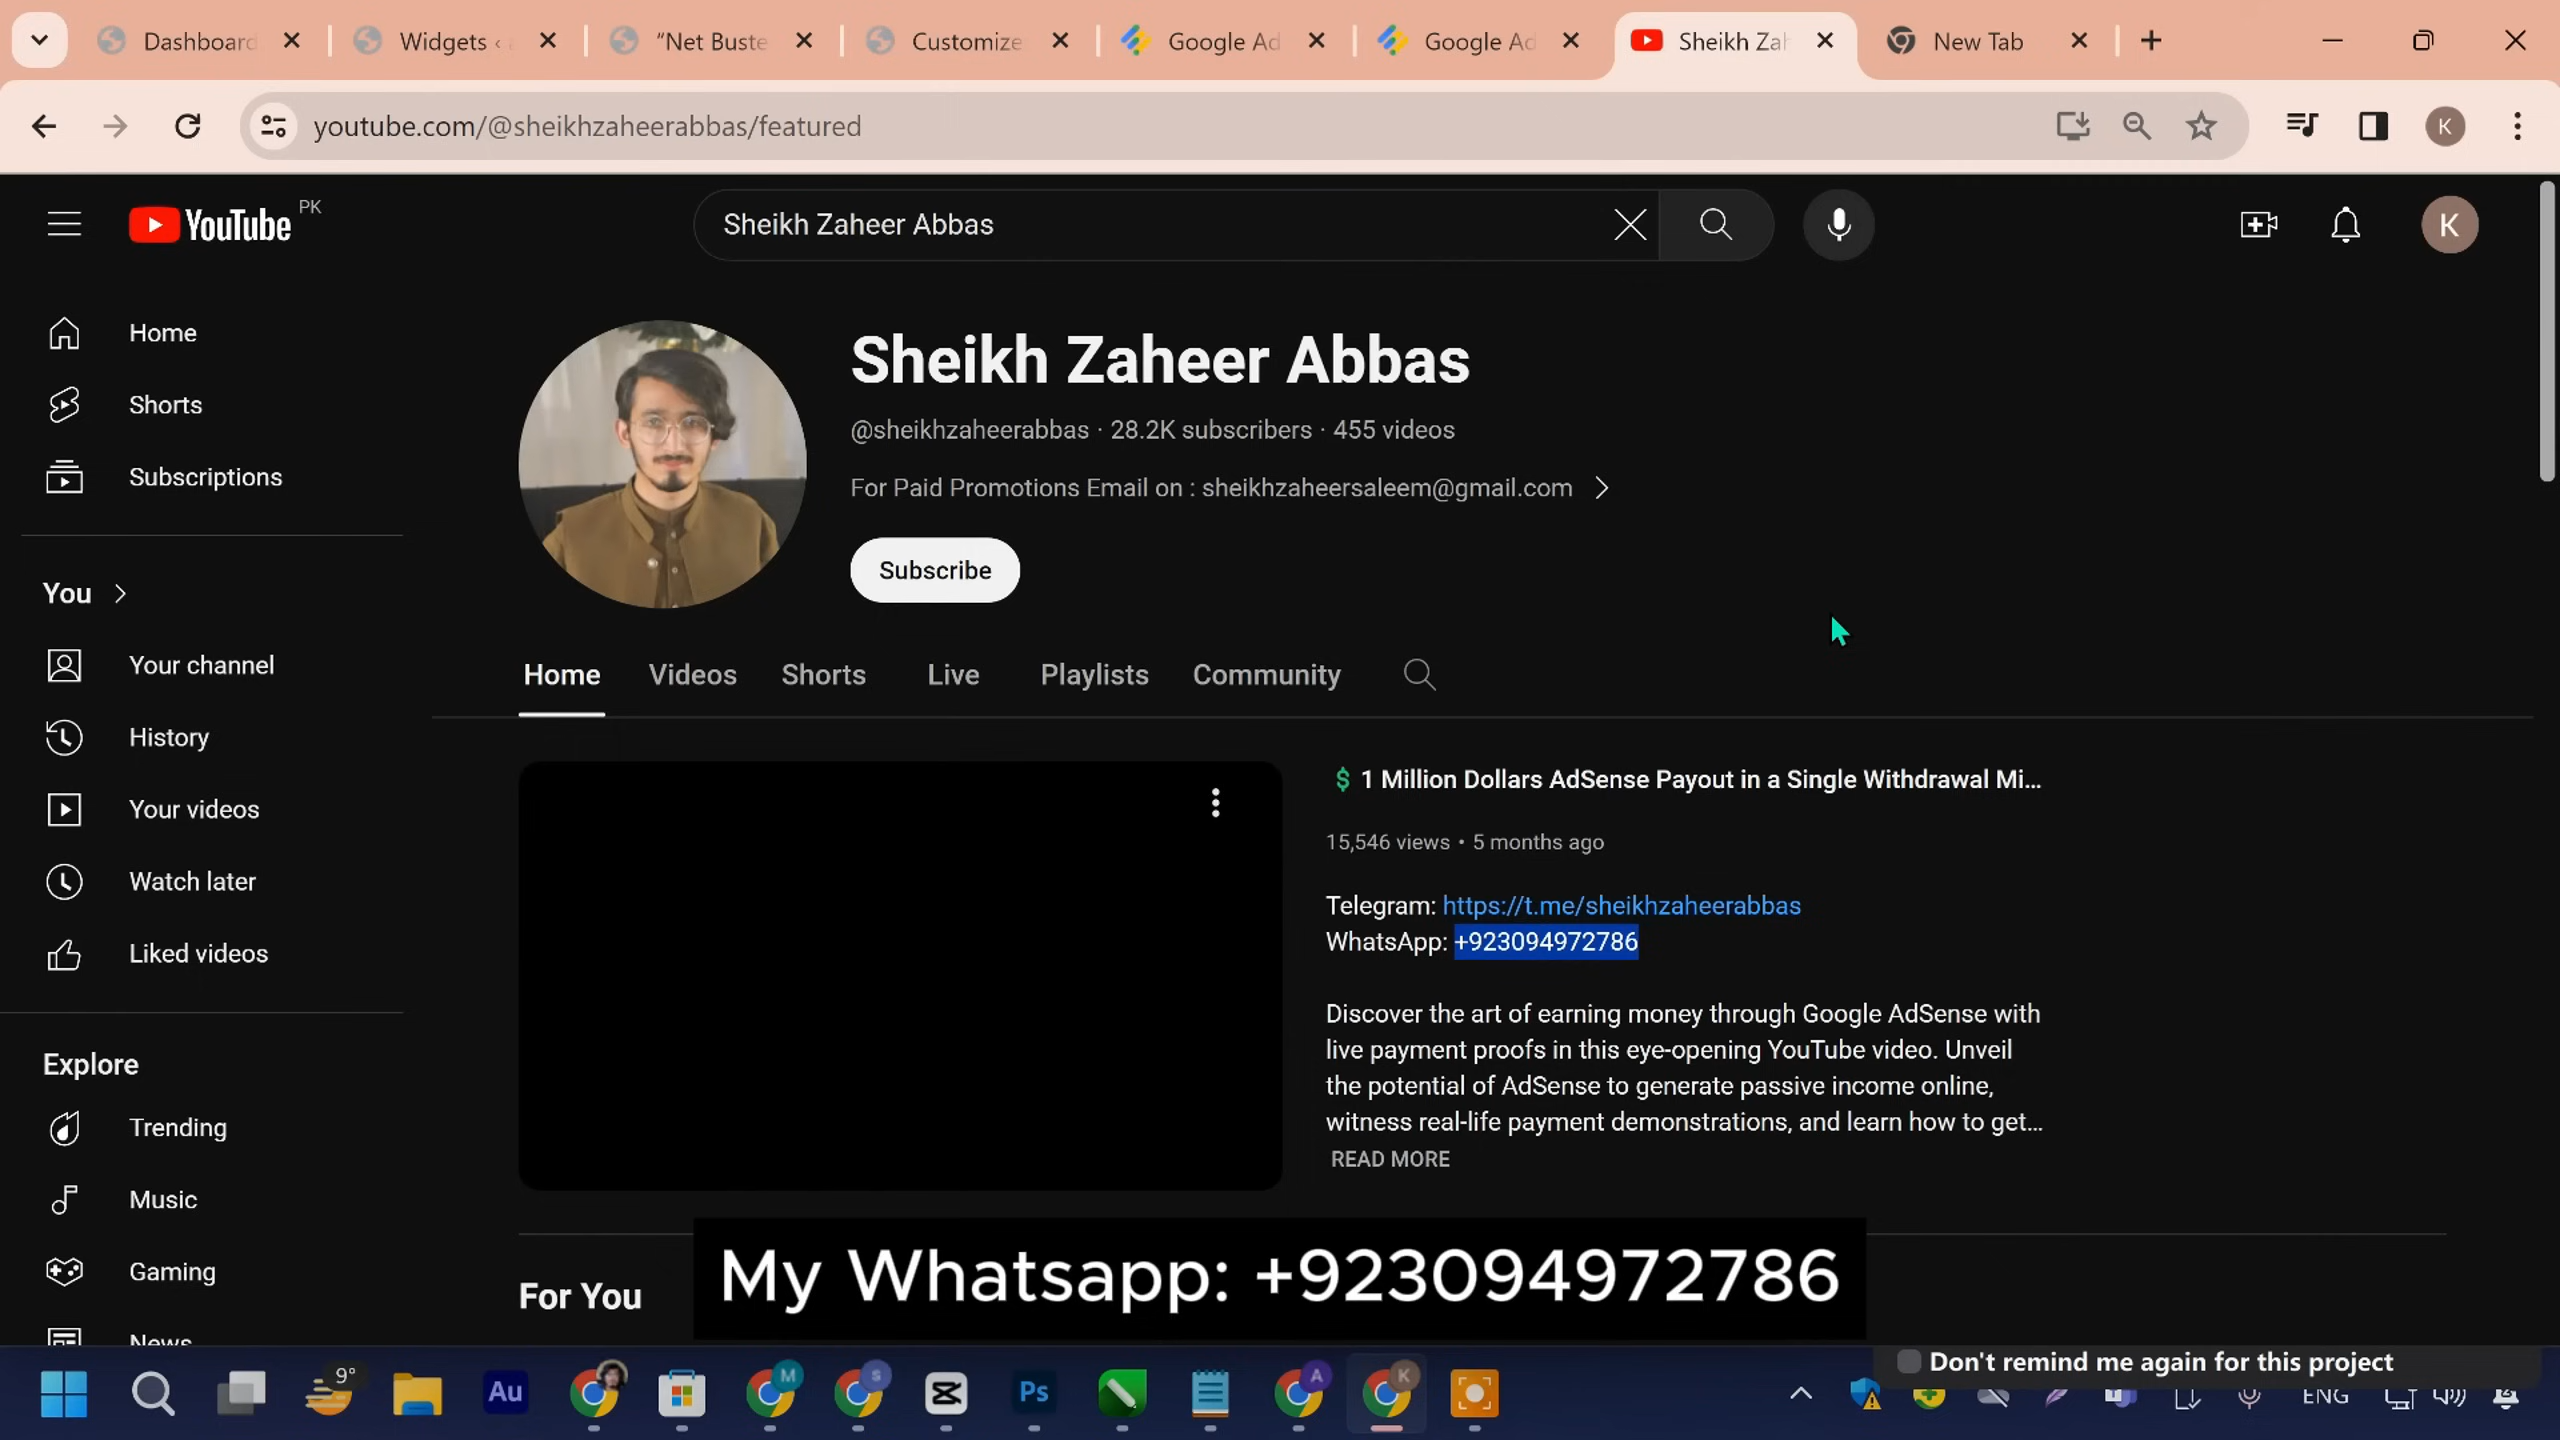 Dashboard
Widgets
"Net Buste
Customize
Google Ad
Google Ad
Sheikh Zah
New Tab
youtube.com/@sheikhzaheerabbas/featured
K
YouTube PK
Sheikh Zaheer Abbas
K
Home
Shorts
Subscriptions
You
Your channel
History
Your videos
Watch later
Liked videos
Explore
Trending
Music
Gaming
News
Sheikh Zaheer Abbas
@sheikhzaheerabbas · 28.2K subscribers · 455 videos
For Paid Promotions Email on : sheikhzaheersaleem@gmail.com
Subscribe
Home Videos Shorts Live Playlists Community
$ 1 Million Dollars AdSense Payout in a Single Withdrawal Mi...
15,546 views • 5 months ago
Telegram: https://t.me/sheikhzaheerabbas
WhatsApp: +923094972786
Discover the art of earning money through Google AdSense with
live payment proofs in this eye-opening YouTube video. Unveil
the potential of AdSense to generate passive income online,
witness real-life payment demonstrations, and learn how to get...
READ MORE
For You
My Whatsapp: +923094972786
Don't remind me again for this project
9°
Au
M
S
Ps
A
K
ENG